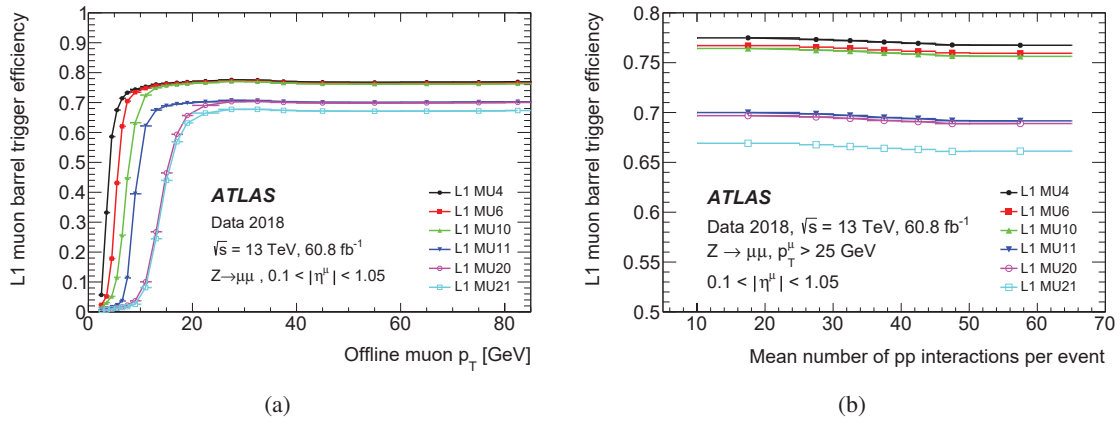 L1 muon barrel trigger efficiency
1
0.9
0.8
0.7
0.6
0.5
0.4
0.3
0.2
0.1
0
0 20 40 60 80
Offline muon p_T [GeV]
ATLAS
Data 2018
√s = 13 TeV, 60.8 fb⁻¹
Z→μμ , 0.1 < |η^μ| < 1.05
L1 MU4
L1 MU6
L1 MU10
L1 MU11
L1 MU20
L1 MU21
(a)
L1 muon barrel trigger efficiency
0.8
0.75
0.7
0.65
0.6
0.55
0.5
10 20 30 40 50 60 70
Mean number of pp interactions per event
ATLAS
Data 2018, √s = 13 TeV, 60.8 fb⁻¹
Z → μμ, p_T^μ > 25 GeV
0.1 < |η^μ| < 1.05
L1 MU4
L1 MU6
L1 MU10
L1 MU11
L1 MU20
L1 MU21
(b)